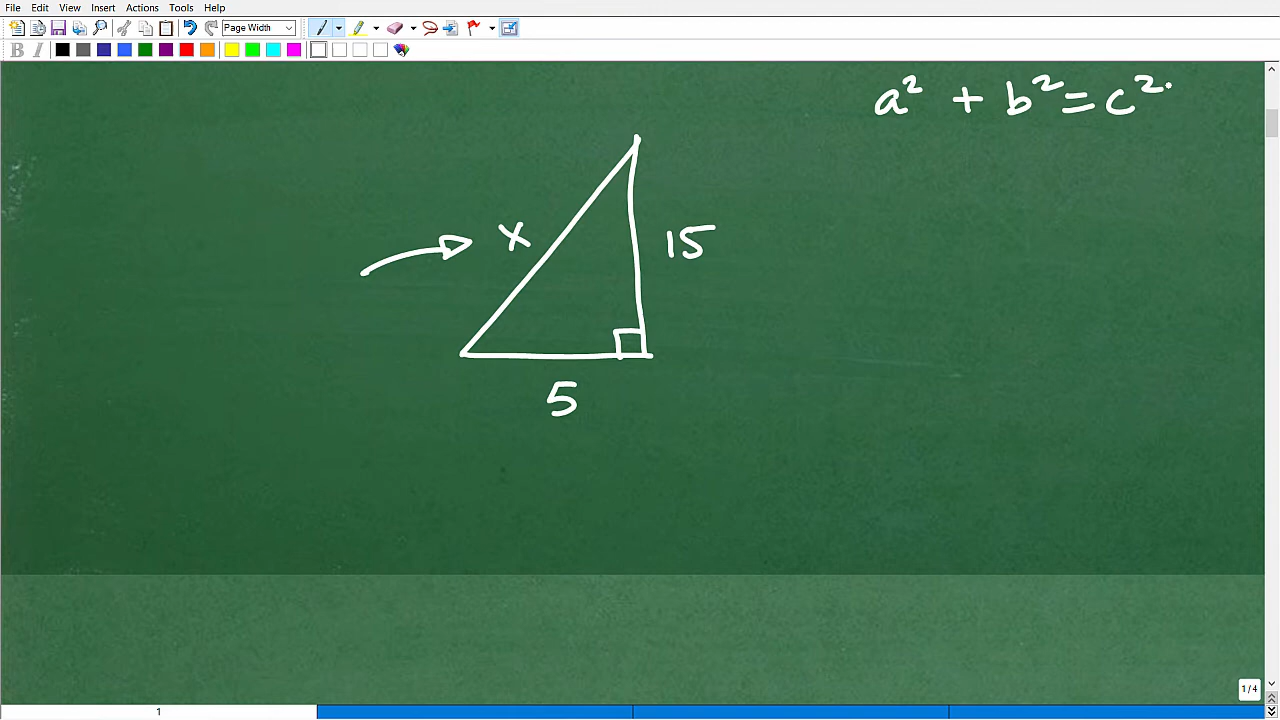 File Edit View Insert Actions Tools Help
Page Width
B I
a² + b² = c²
x
15
5
1/4
1